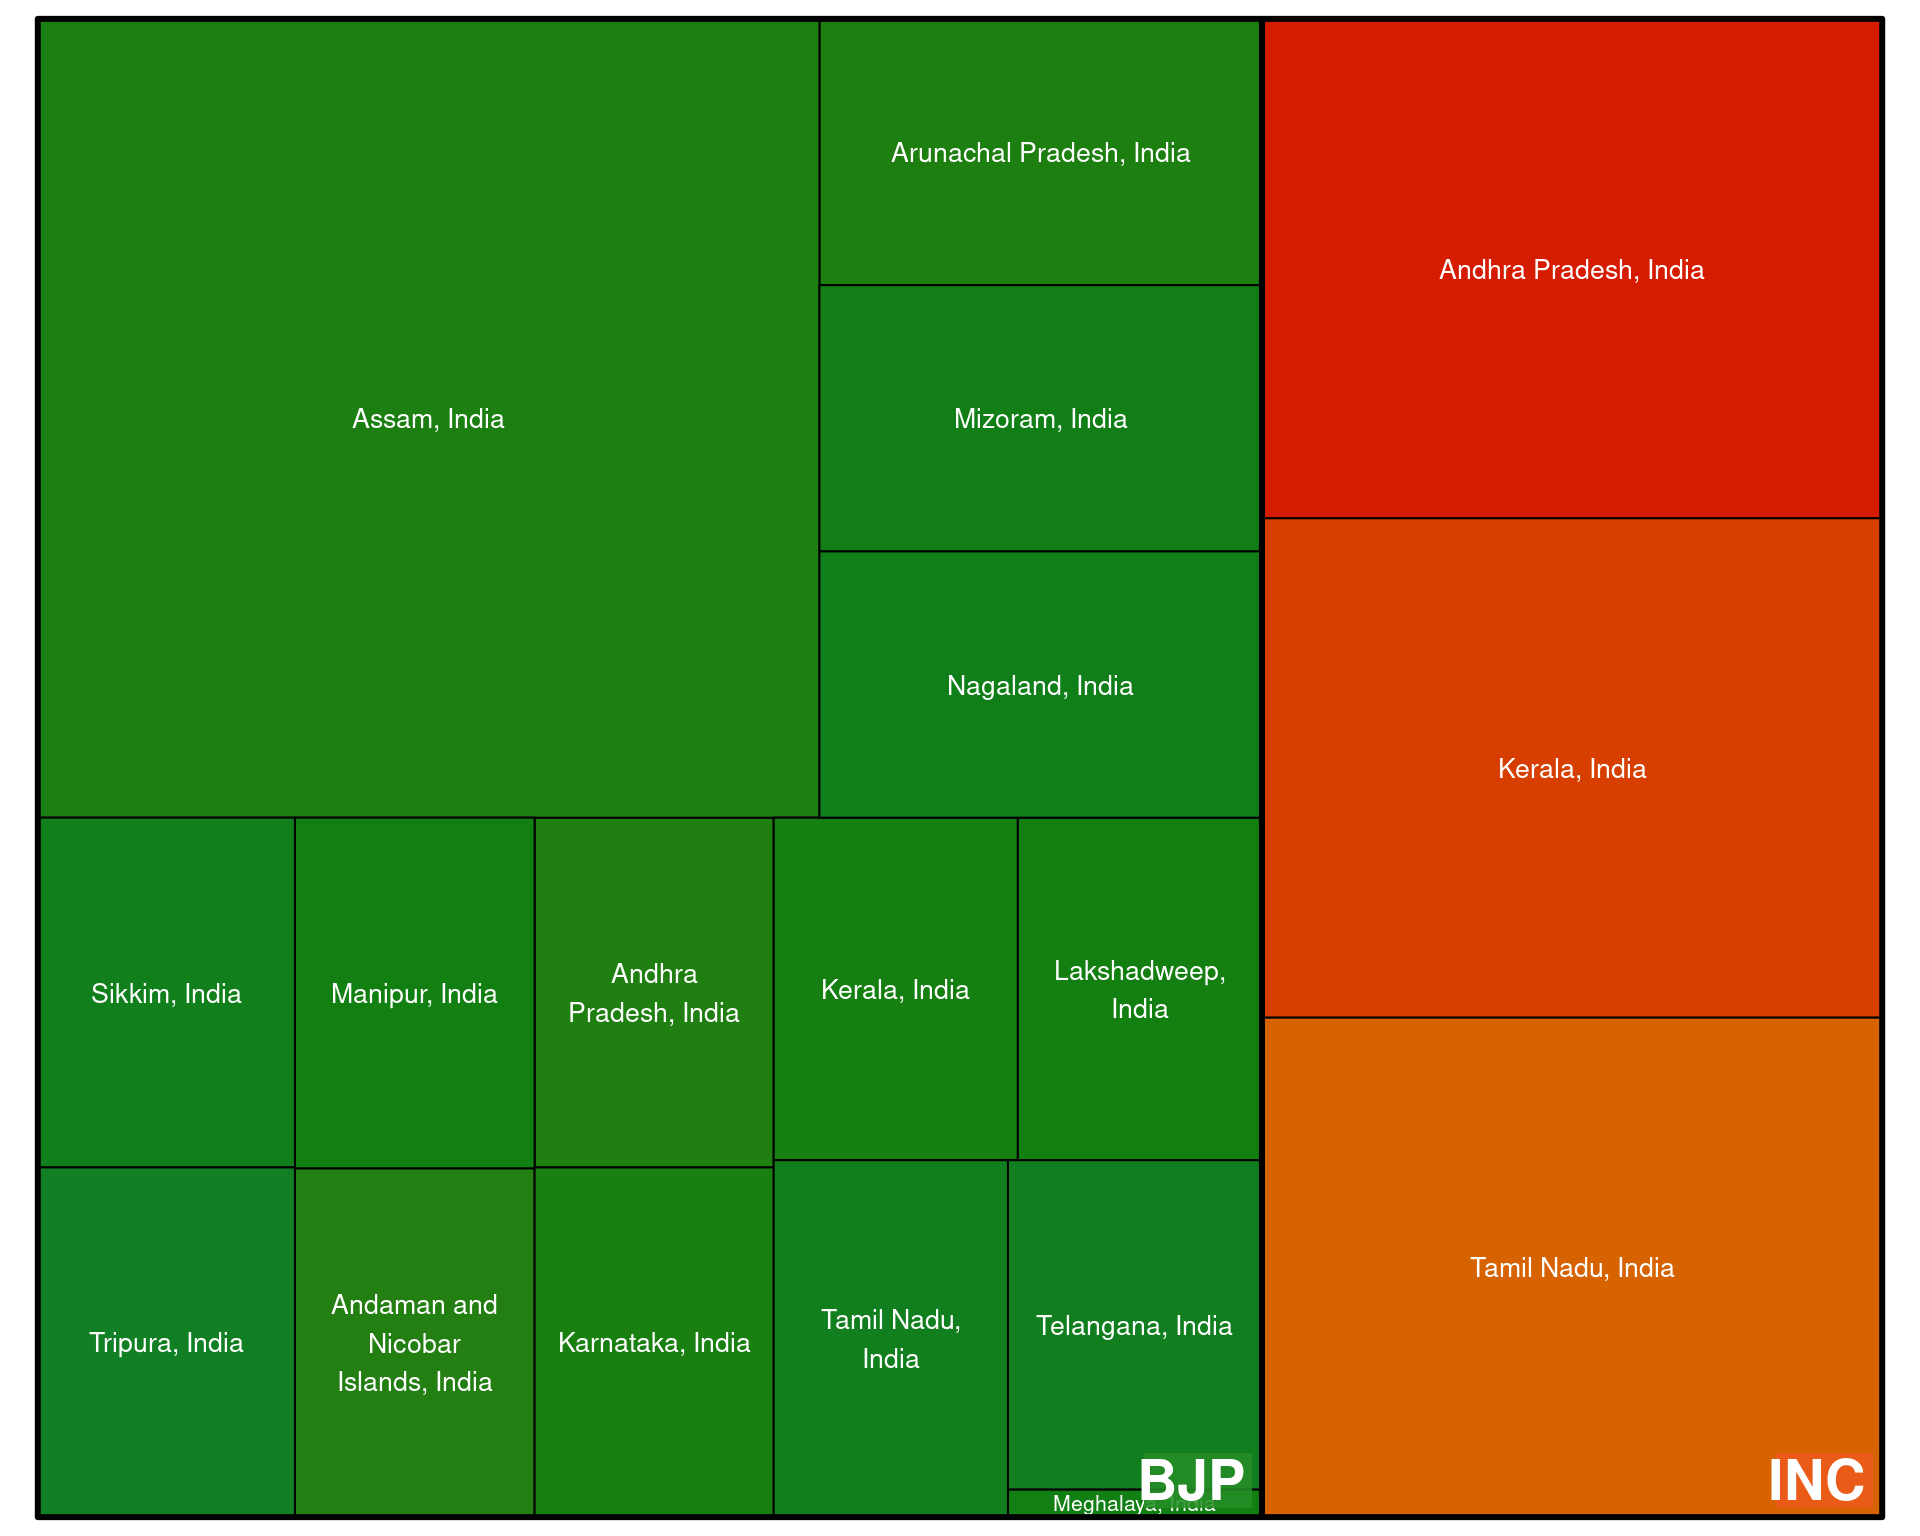 Arunachal Pradesh, India
Andhra Pradesh, India
Assam, India
Mizoram, India
Nagaland, India
Kerala, India
Sikkim, India
Manipur, India
Andhra
Pradesh, India
Kerala, India
Lakshadweep,
India
Tamil Nadu, India
Tripura, India
Andaman and
Nicobar
Islands, India
Karnataka, India
Tamil Nadu,
India
Telangana, India
Meghalaya, India
BJP
INC